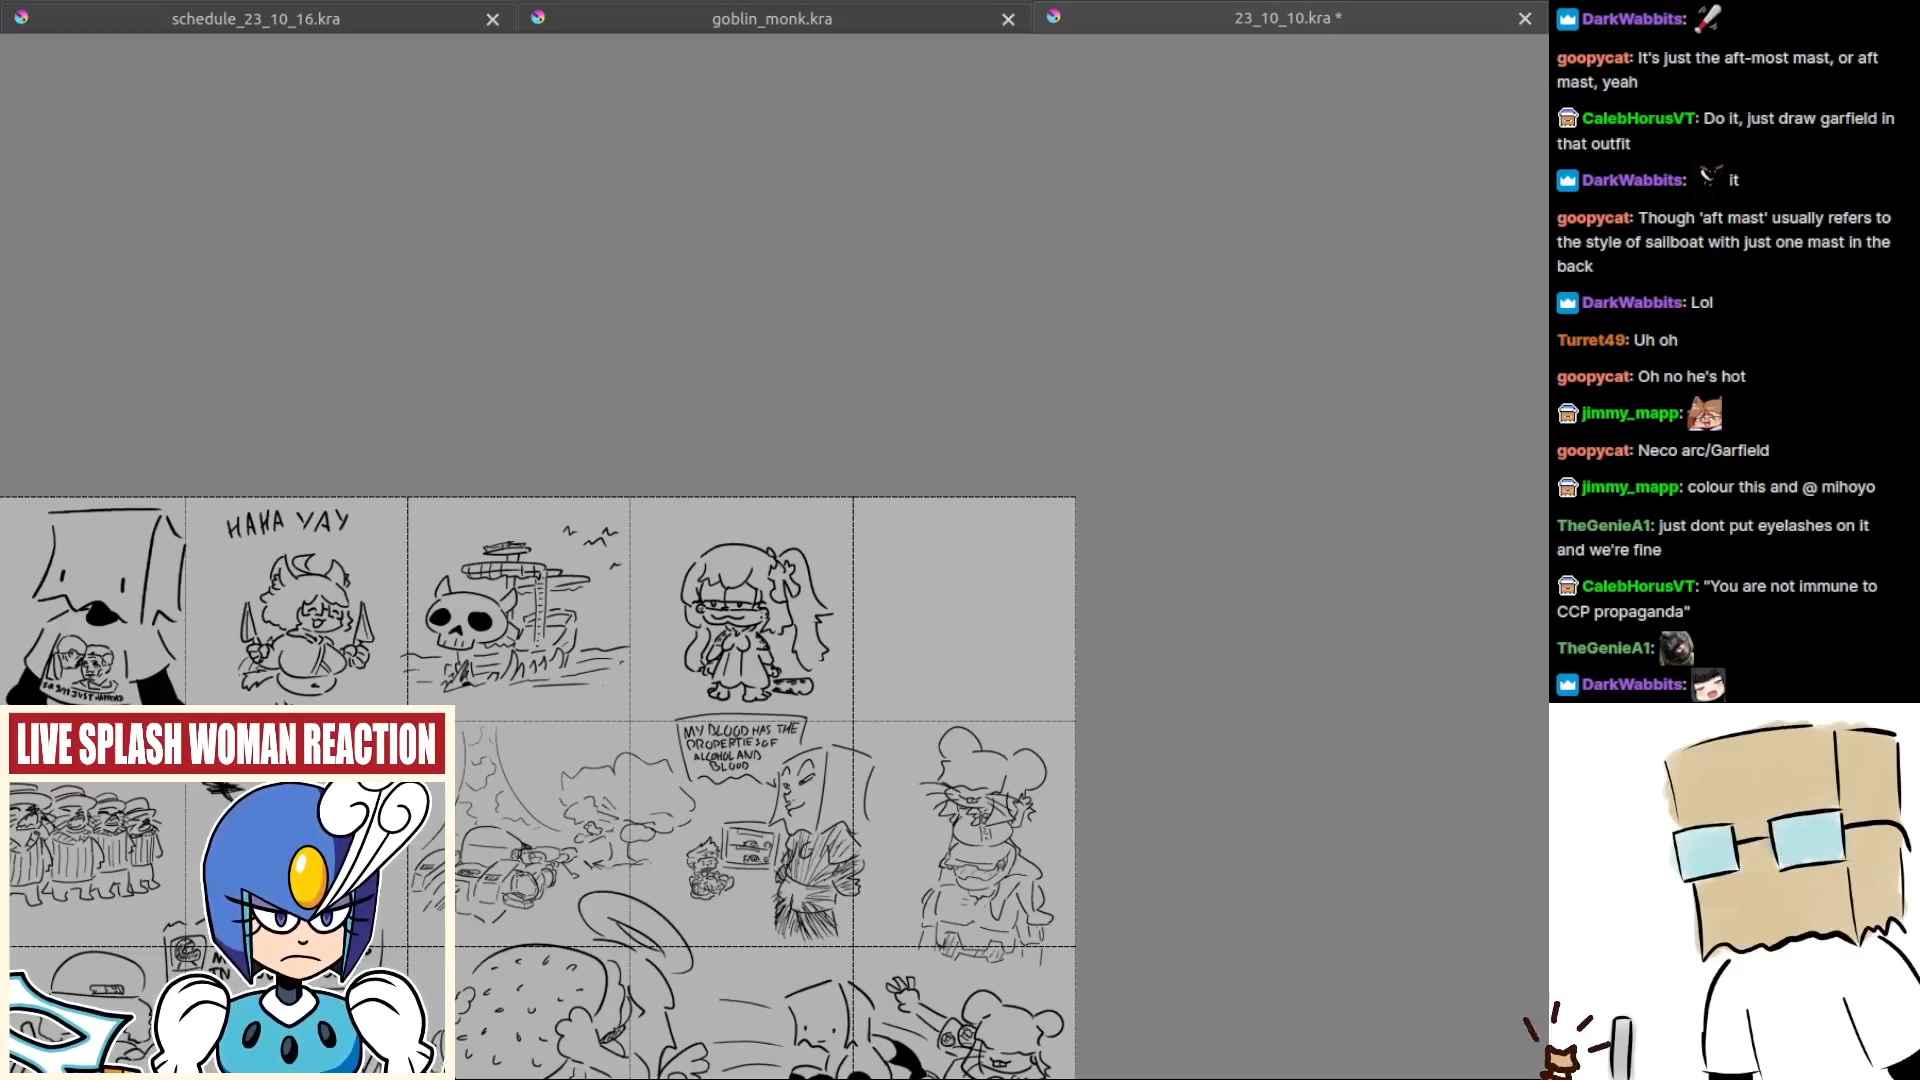 schedule_23_10_16.kra
goblin_monk.kra
23_10_10.kra *
DarkWabbits:
goopycat: It's just the aft-most mast, or aft
mast, yeah
CalebHorusVT: Do it, just draw garfield in
that outfit
DarkWabbits: it
goopycat: Though 'aft mast' usually refers to
the style of sailboat with just one mast in the
back
DarkWabbits: Lol
Turret49: Uh oh
goopycat: Oh no he's hot
jimmy_mapp:
goopycat: Neco arc/Garfield
jimmy_mapp: colour this and @ mihoyo
TheGenieA1: just dont put eyelashes on it
and we're fine
CalebHorusVT: "You are not immune to
CCP propaganda"
TheGenieA1:
DarkWabbits:
HAHA YAY
JUST HAPPENED
MY BLOOD HAS THE
PROPERTIES OF
ALCOHOL AND
BLOOD
LIVE SPLASH WOMAN REACTION